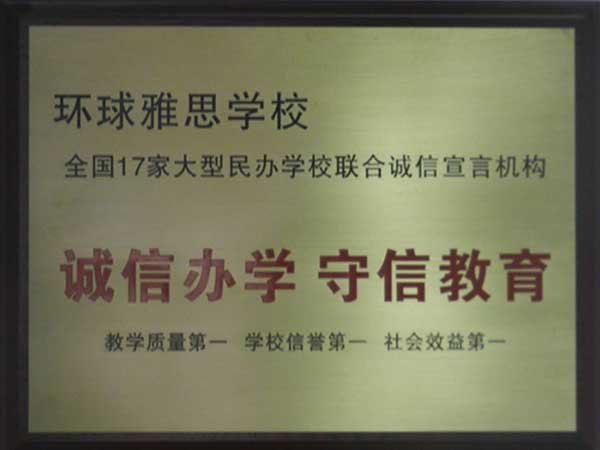 环球雅思学校
全国17家大型民办学校联合诚信宣言机构
诚信办学 守信教育
教学质量第一 学校信誉第一 社会效益第一